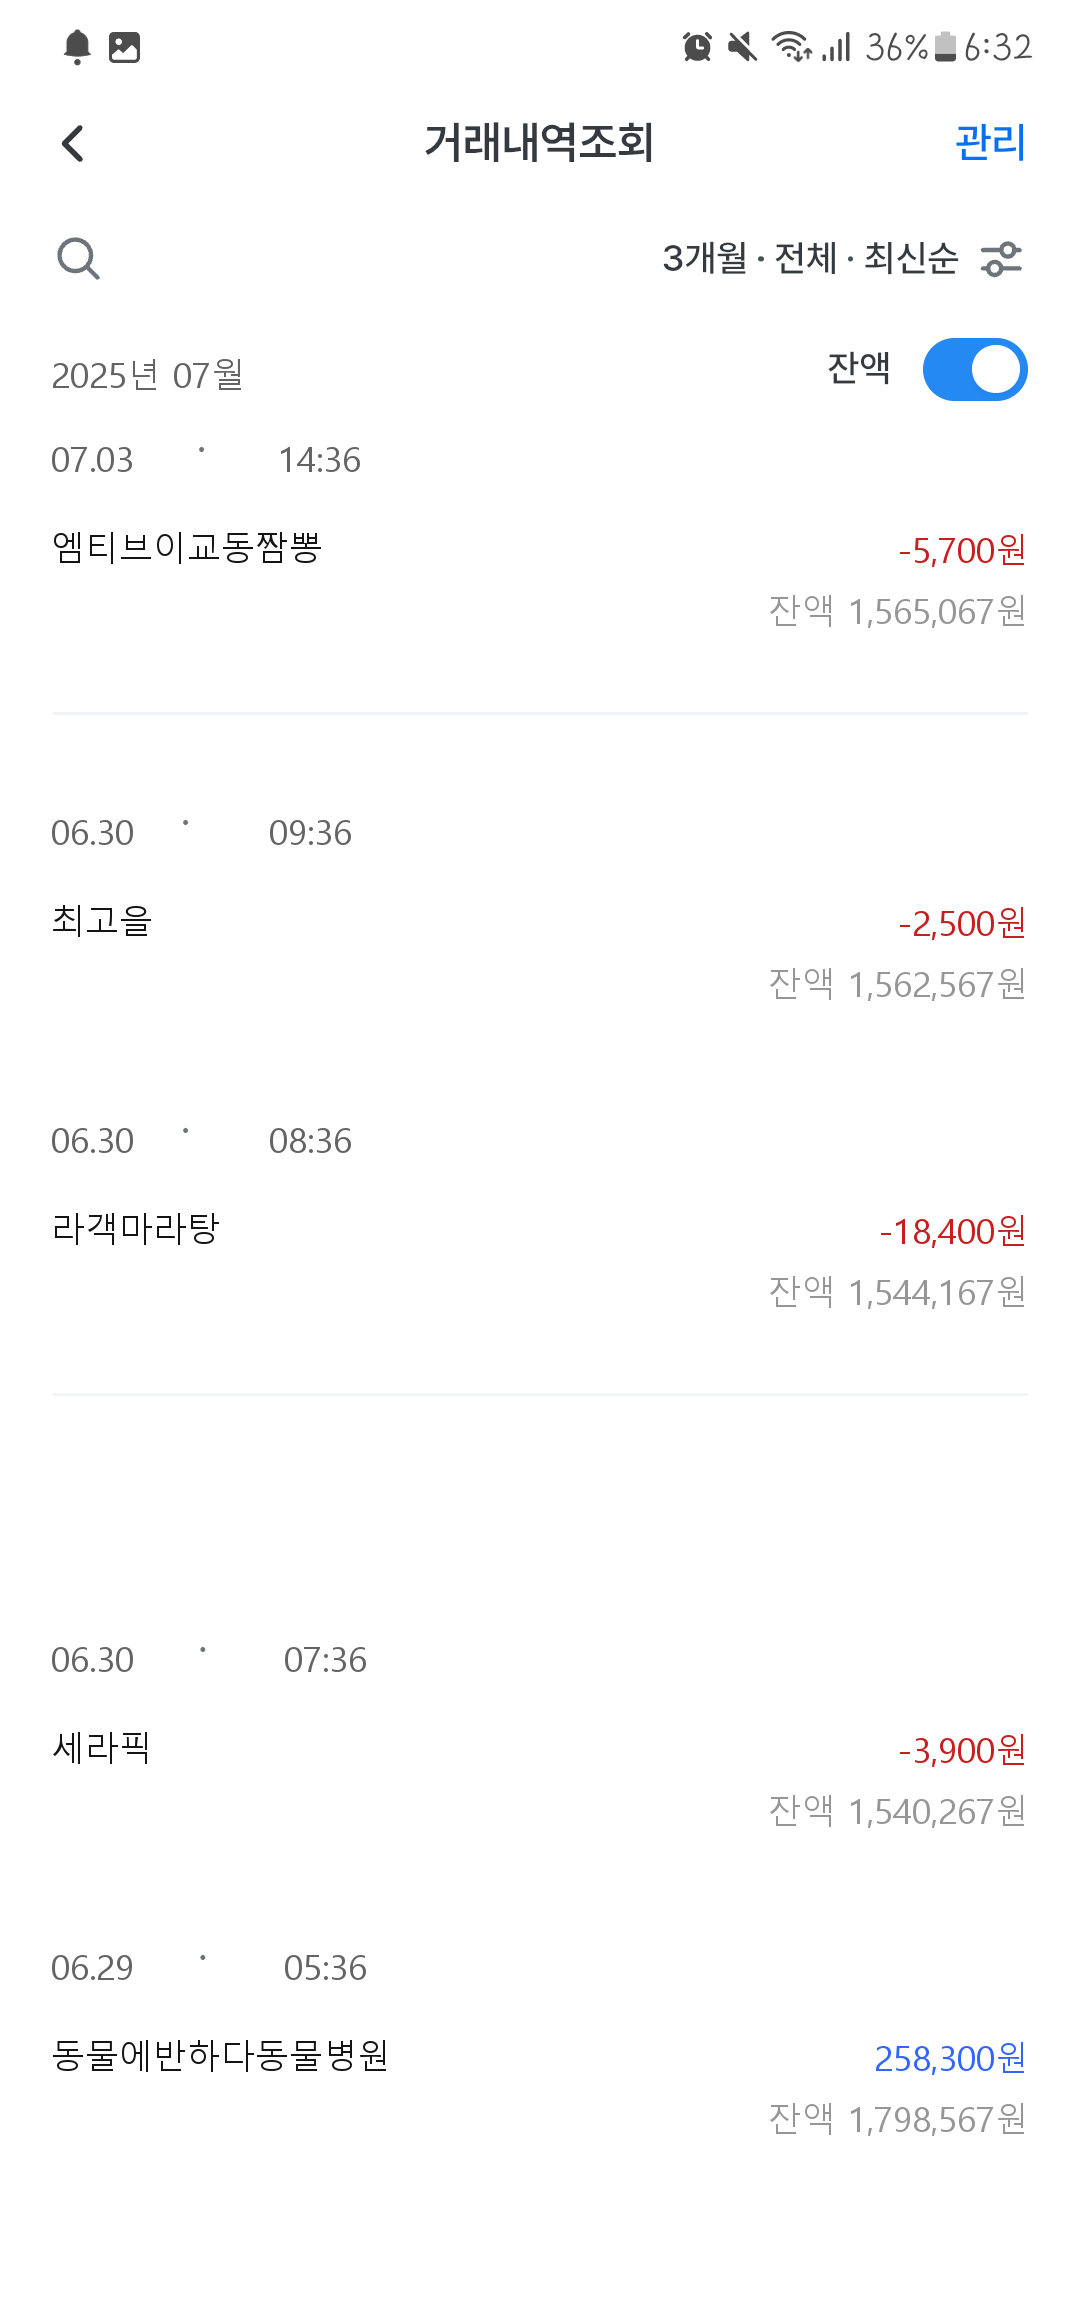 36% 6:32
거래내역조회 관리
3개월 · 전체 · 최신순
잔액
2025년 07월
07.03 · 14:36
엠티브이교동짬뽕 -5,700원
잔액 1,565,067원
06.30 · 09:36
최고을 -2,500원
잔액 1,562,567원
06.30 · 08:36
라객마라탕 -18,400원
잔액 1,544,167원
06.30 · 07:36
세라픽 -3,900원
잔액 1,540,267원
06.29 · 05:36
동물에반하다동물병원 258,300원
잔액 1,798,567원